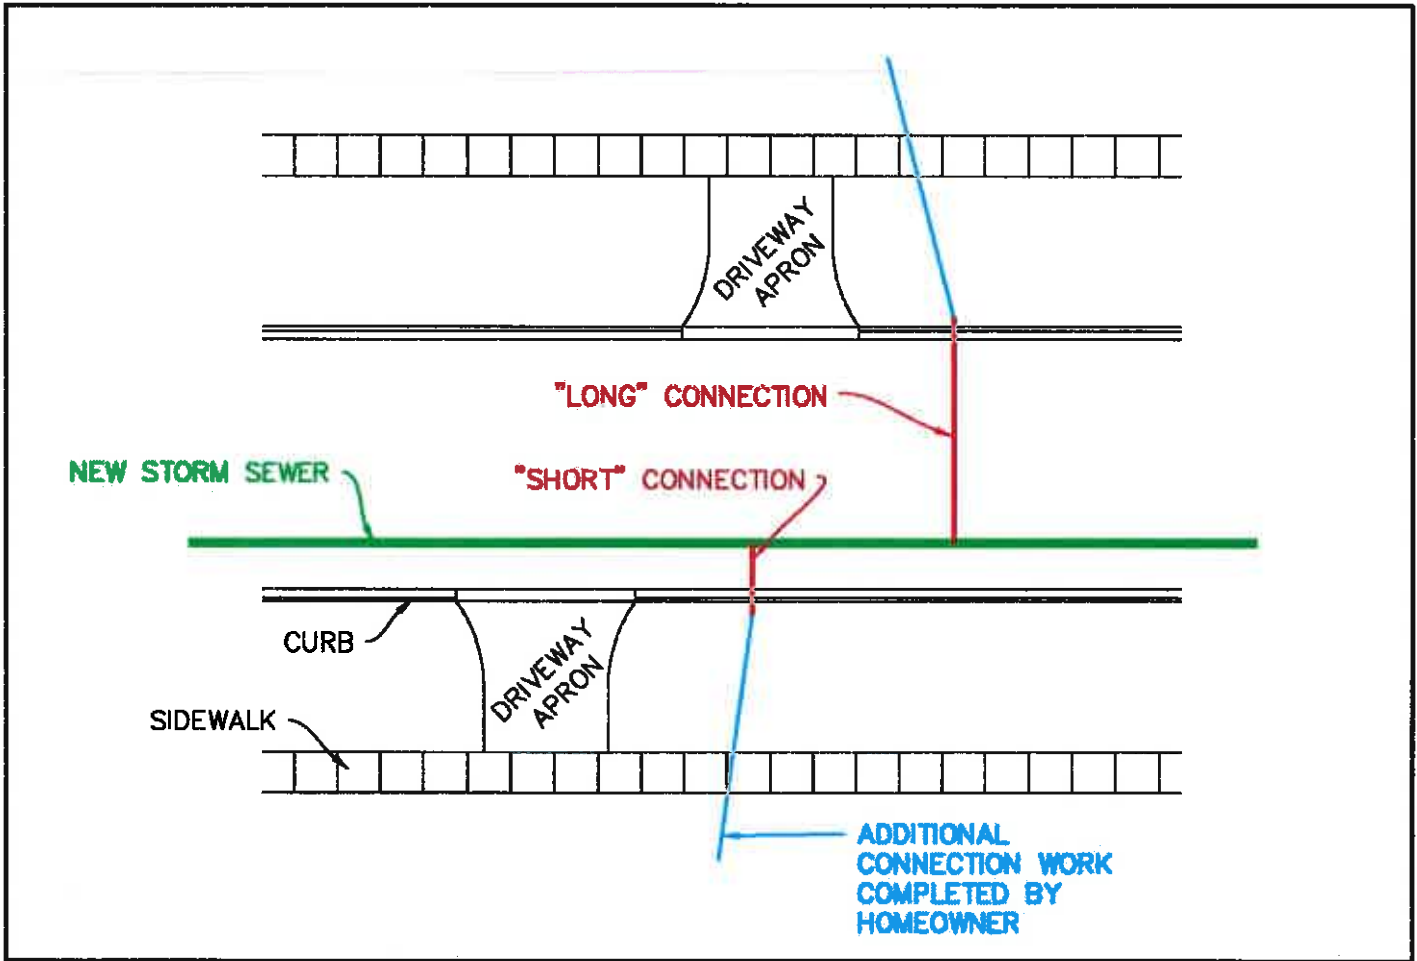 DRIVEWAY
APRON
"LONG" CONNECTION
NEW STORM SEWER
"SHORT" CONNECTION
CURB
DRIVEWAY
APRON
SIDEWALK
ADDITIONAL
CONNECTION WORK
COMPLETED BY
HOMEOWNER